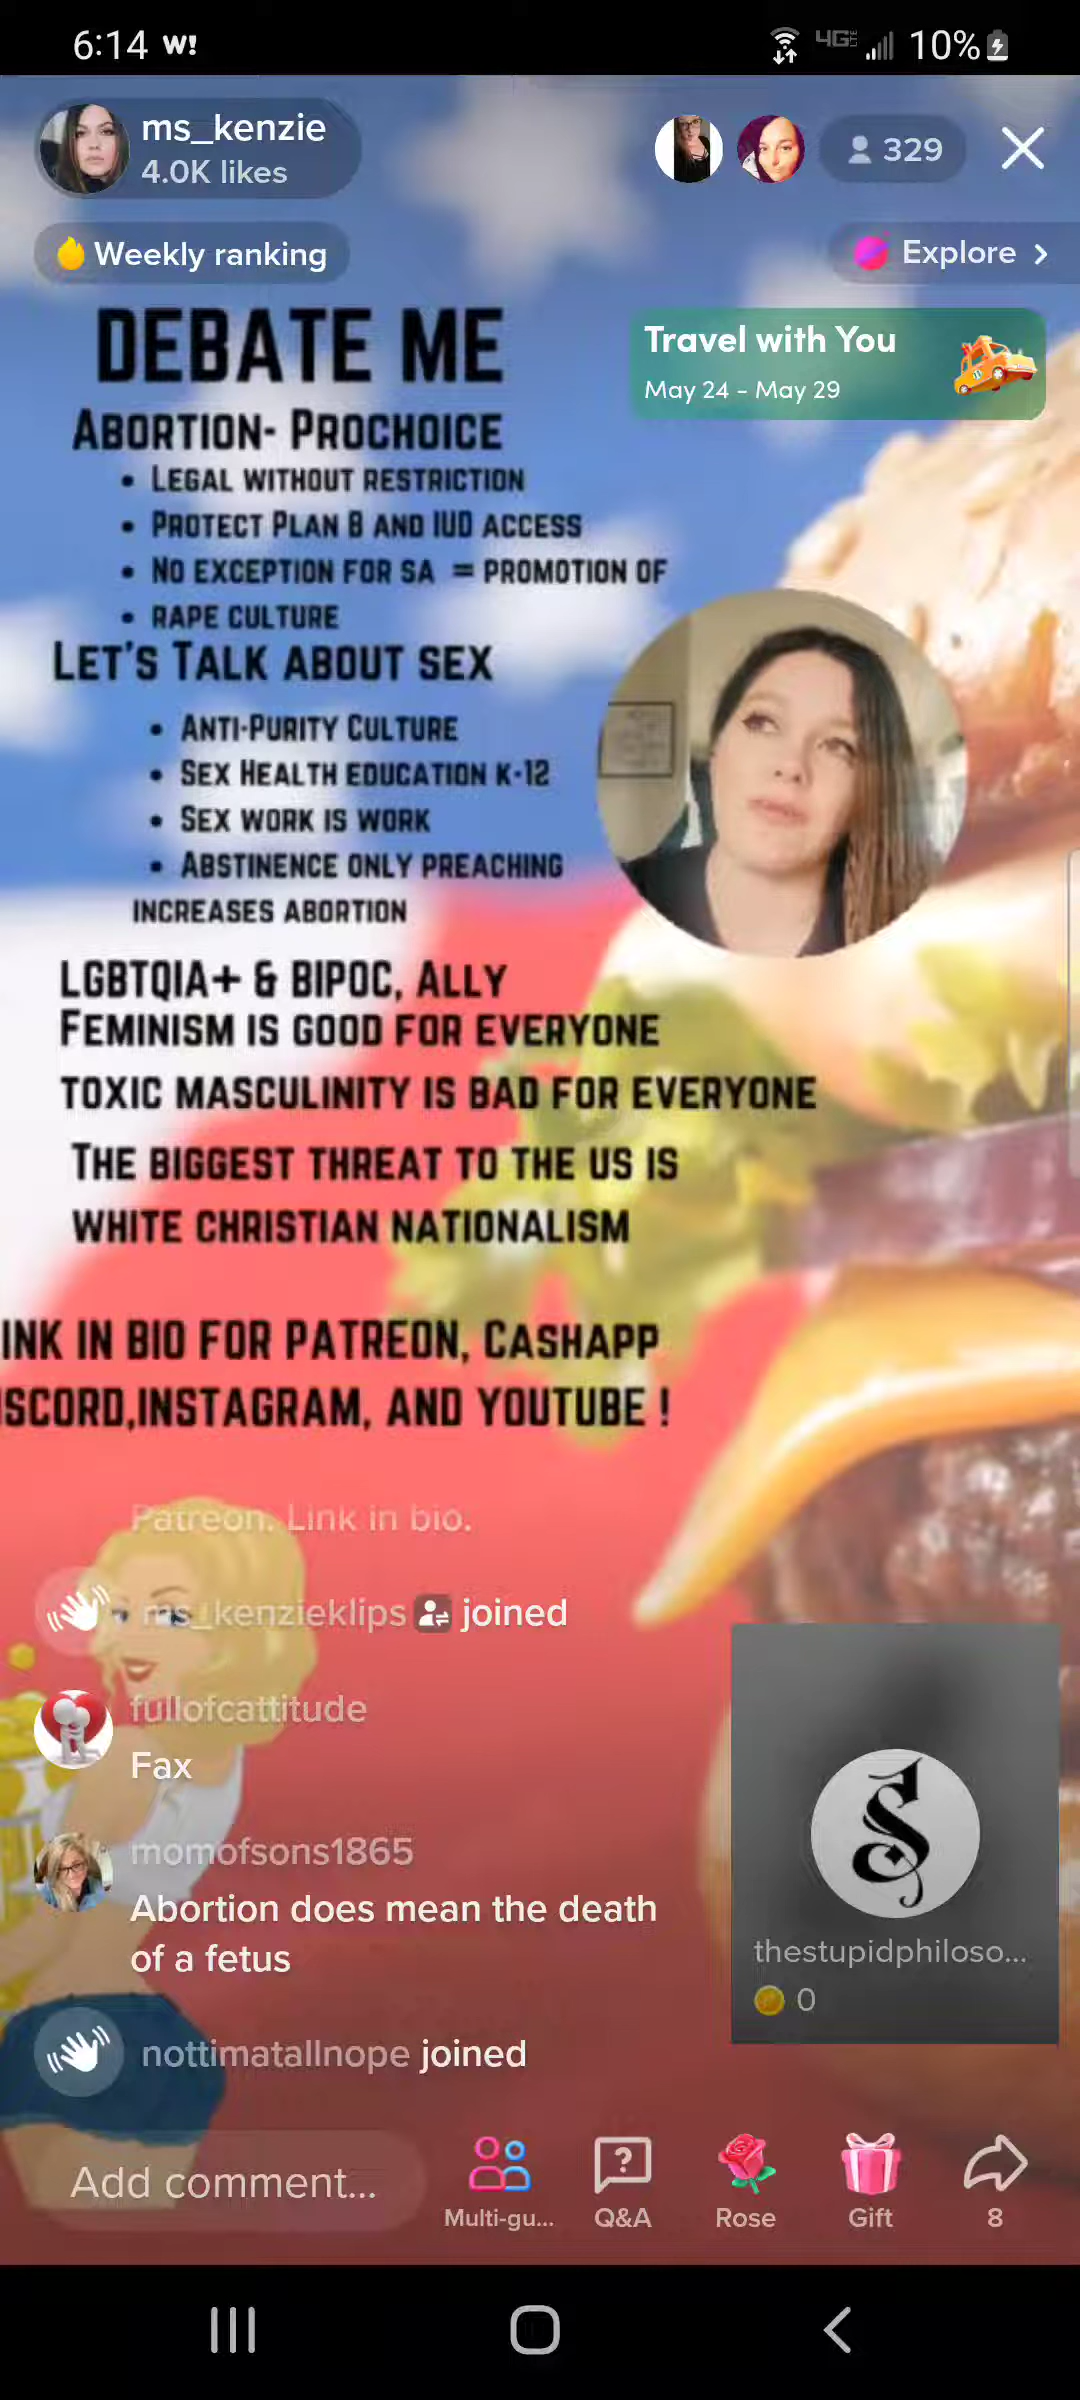 6:14 W! 4G LTE 10%
ms_kenzie
4.0K likes
329
Weekly ranking
Explore >
DEBATE ME
Travel with You
May 24 - May 29
ABORTION- PROCHOICE
• LEGAL WITHOUT RESTRICTION
• PROTECT PLAN B AND IUD ACCESS
• NO EXCEPTION FOR SA = PROMOTION OF
• RAPE CULTURE
LET'S TALK ABOUT SEX
• ANTI-PURITY CULTURE
• SEX HEALTH EDUCATION K-12
• SEX WORK IS WORK
• ABSTINENCE ONLY PREACHING
INCREASES ABORTION
LGBTQIA+ & BIPOC, ALLY
FEMINISM IS GOOD FOR EVERYONE
TOXIC MASCULINITY IS BAD FOR EVERYONE
THE BIGGEST THREAT TO THE US IS
WHITE CHRISTIAN NATIONALISM
INK IN BIO FOR PATREON, CASHAPP
ISCORD,INSTAGRAM, AND YOUTUBE !
Patreon. Link in bio.
ms_kenzieklips joined
fullofcattitude
Fax
momofsons1865
Abortion does mean the death
of a fetus
nottimatallnope joined
S
thestupidphiloso...
0
Add comment...
Multi-gu...
Q&A
Rose
Gift
8